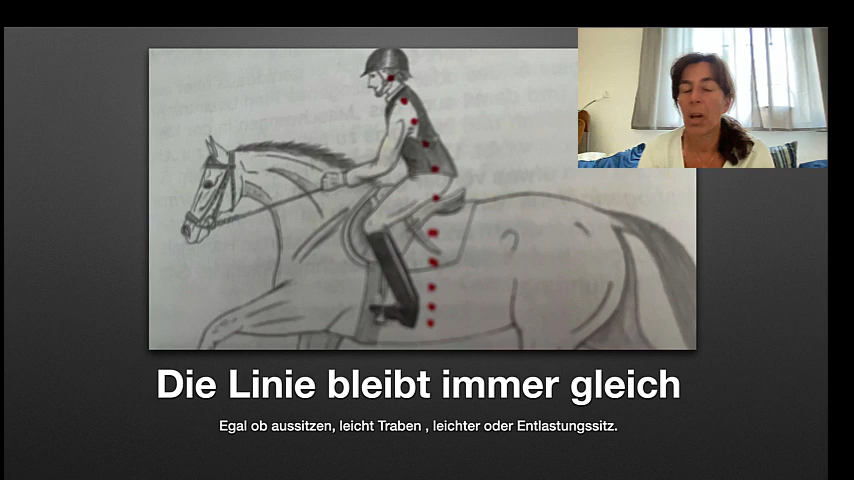 Die Linie bleibt immer gleich
Egal ob aussitzen, leicht Traben , leichter oder Entlastungssitz.